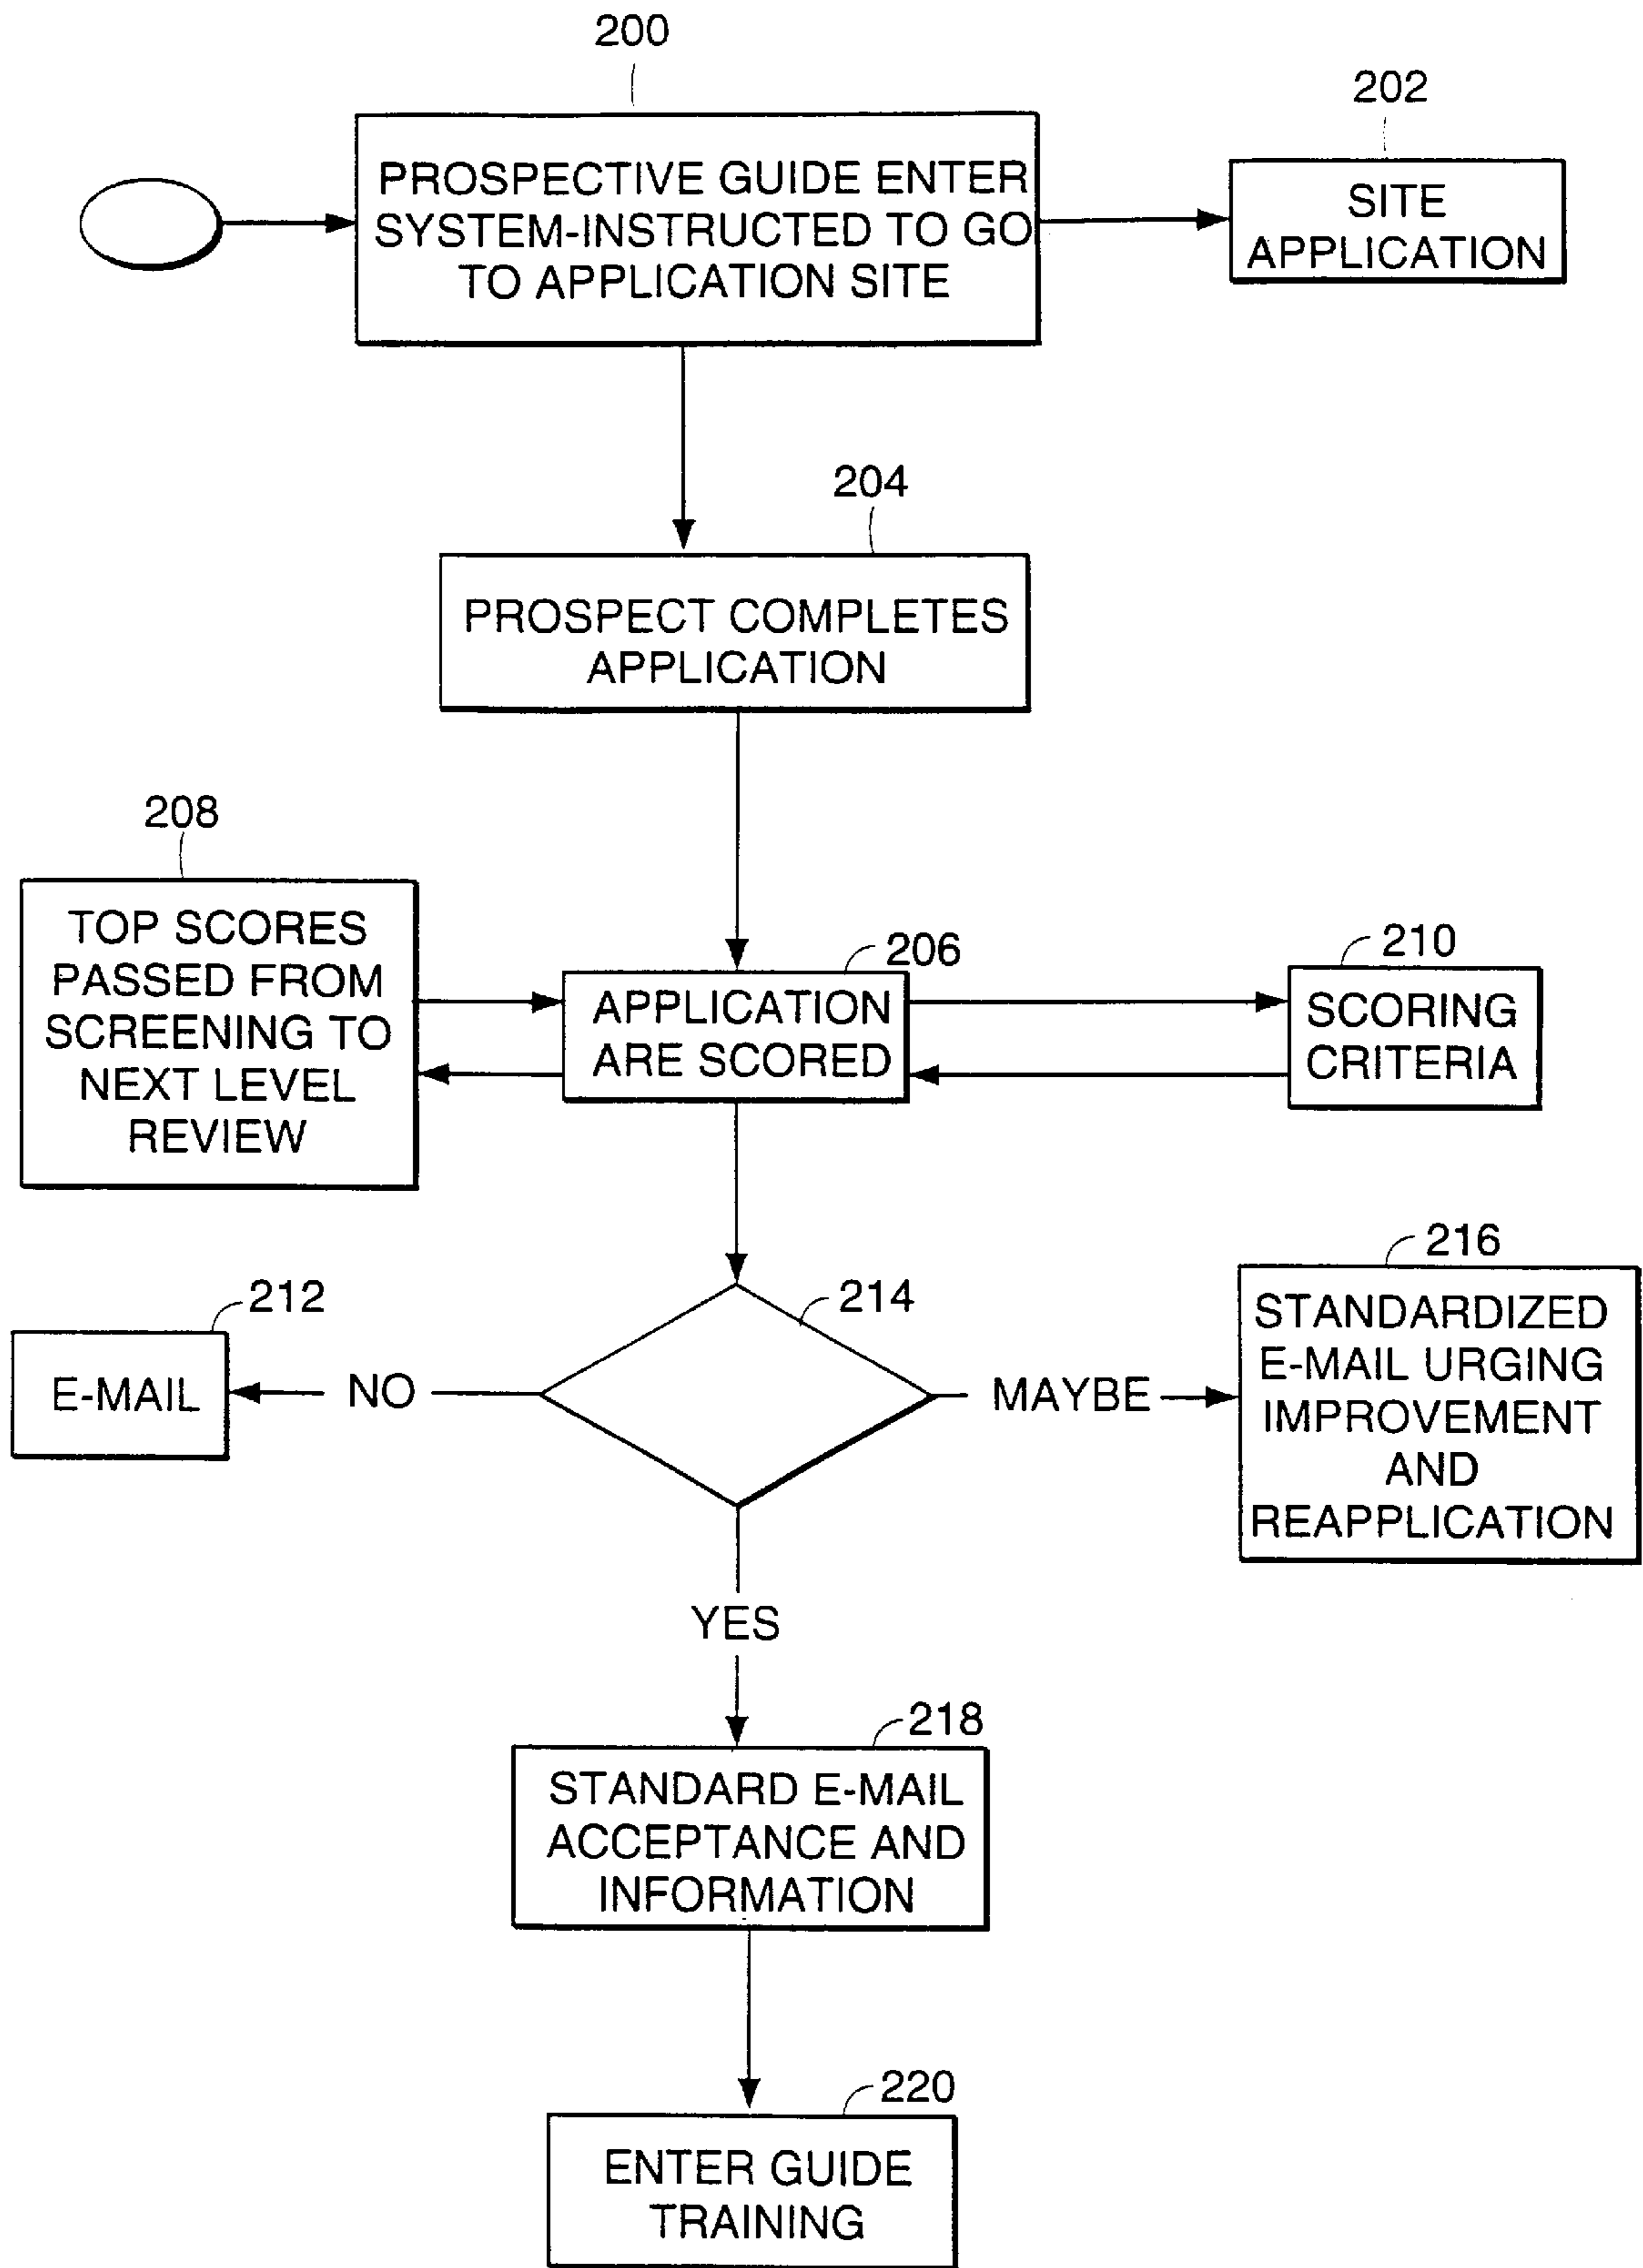 200
202
PROSPECTIVE GUIDE ENTER
SYSTEM-INSTRUCTED TO GO
TO APPLICATION SITE
SITE
APPLICATION
204
PROSPECT COMPLETES
APPLICATION
208
TOP SCORES
PASSED FROM
SCREENING TO
NEXT LEVEL
REVIEW
206
APPLICATION
ARE SCORED
210
SCORING
CRITERIA
212
E-MAIL
NO
214
MAYBE
216
STANDARDIZED
E-MAIL URGING
IMPROVEMENT
AND
REAPPLICATION
YES
218
STANDARD E-MAIL
ACCEPTANCE AND
INFORMATION
220
ENTER GUIDE
TRAINING